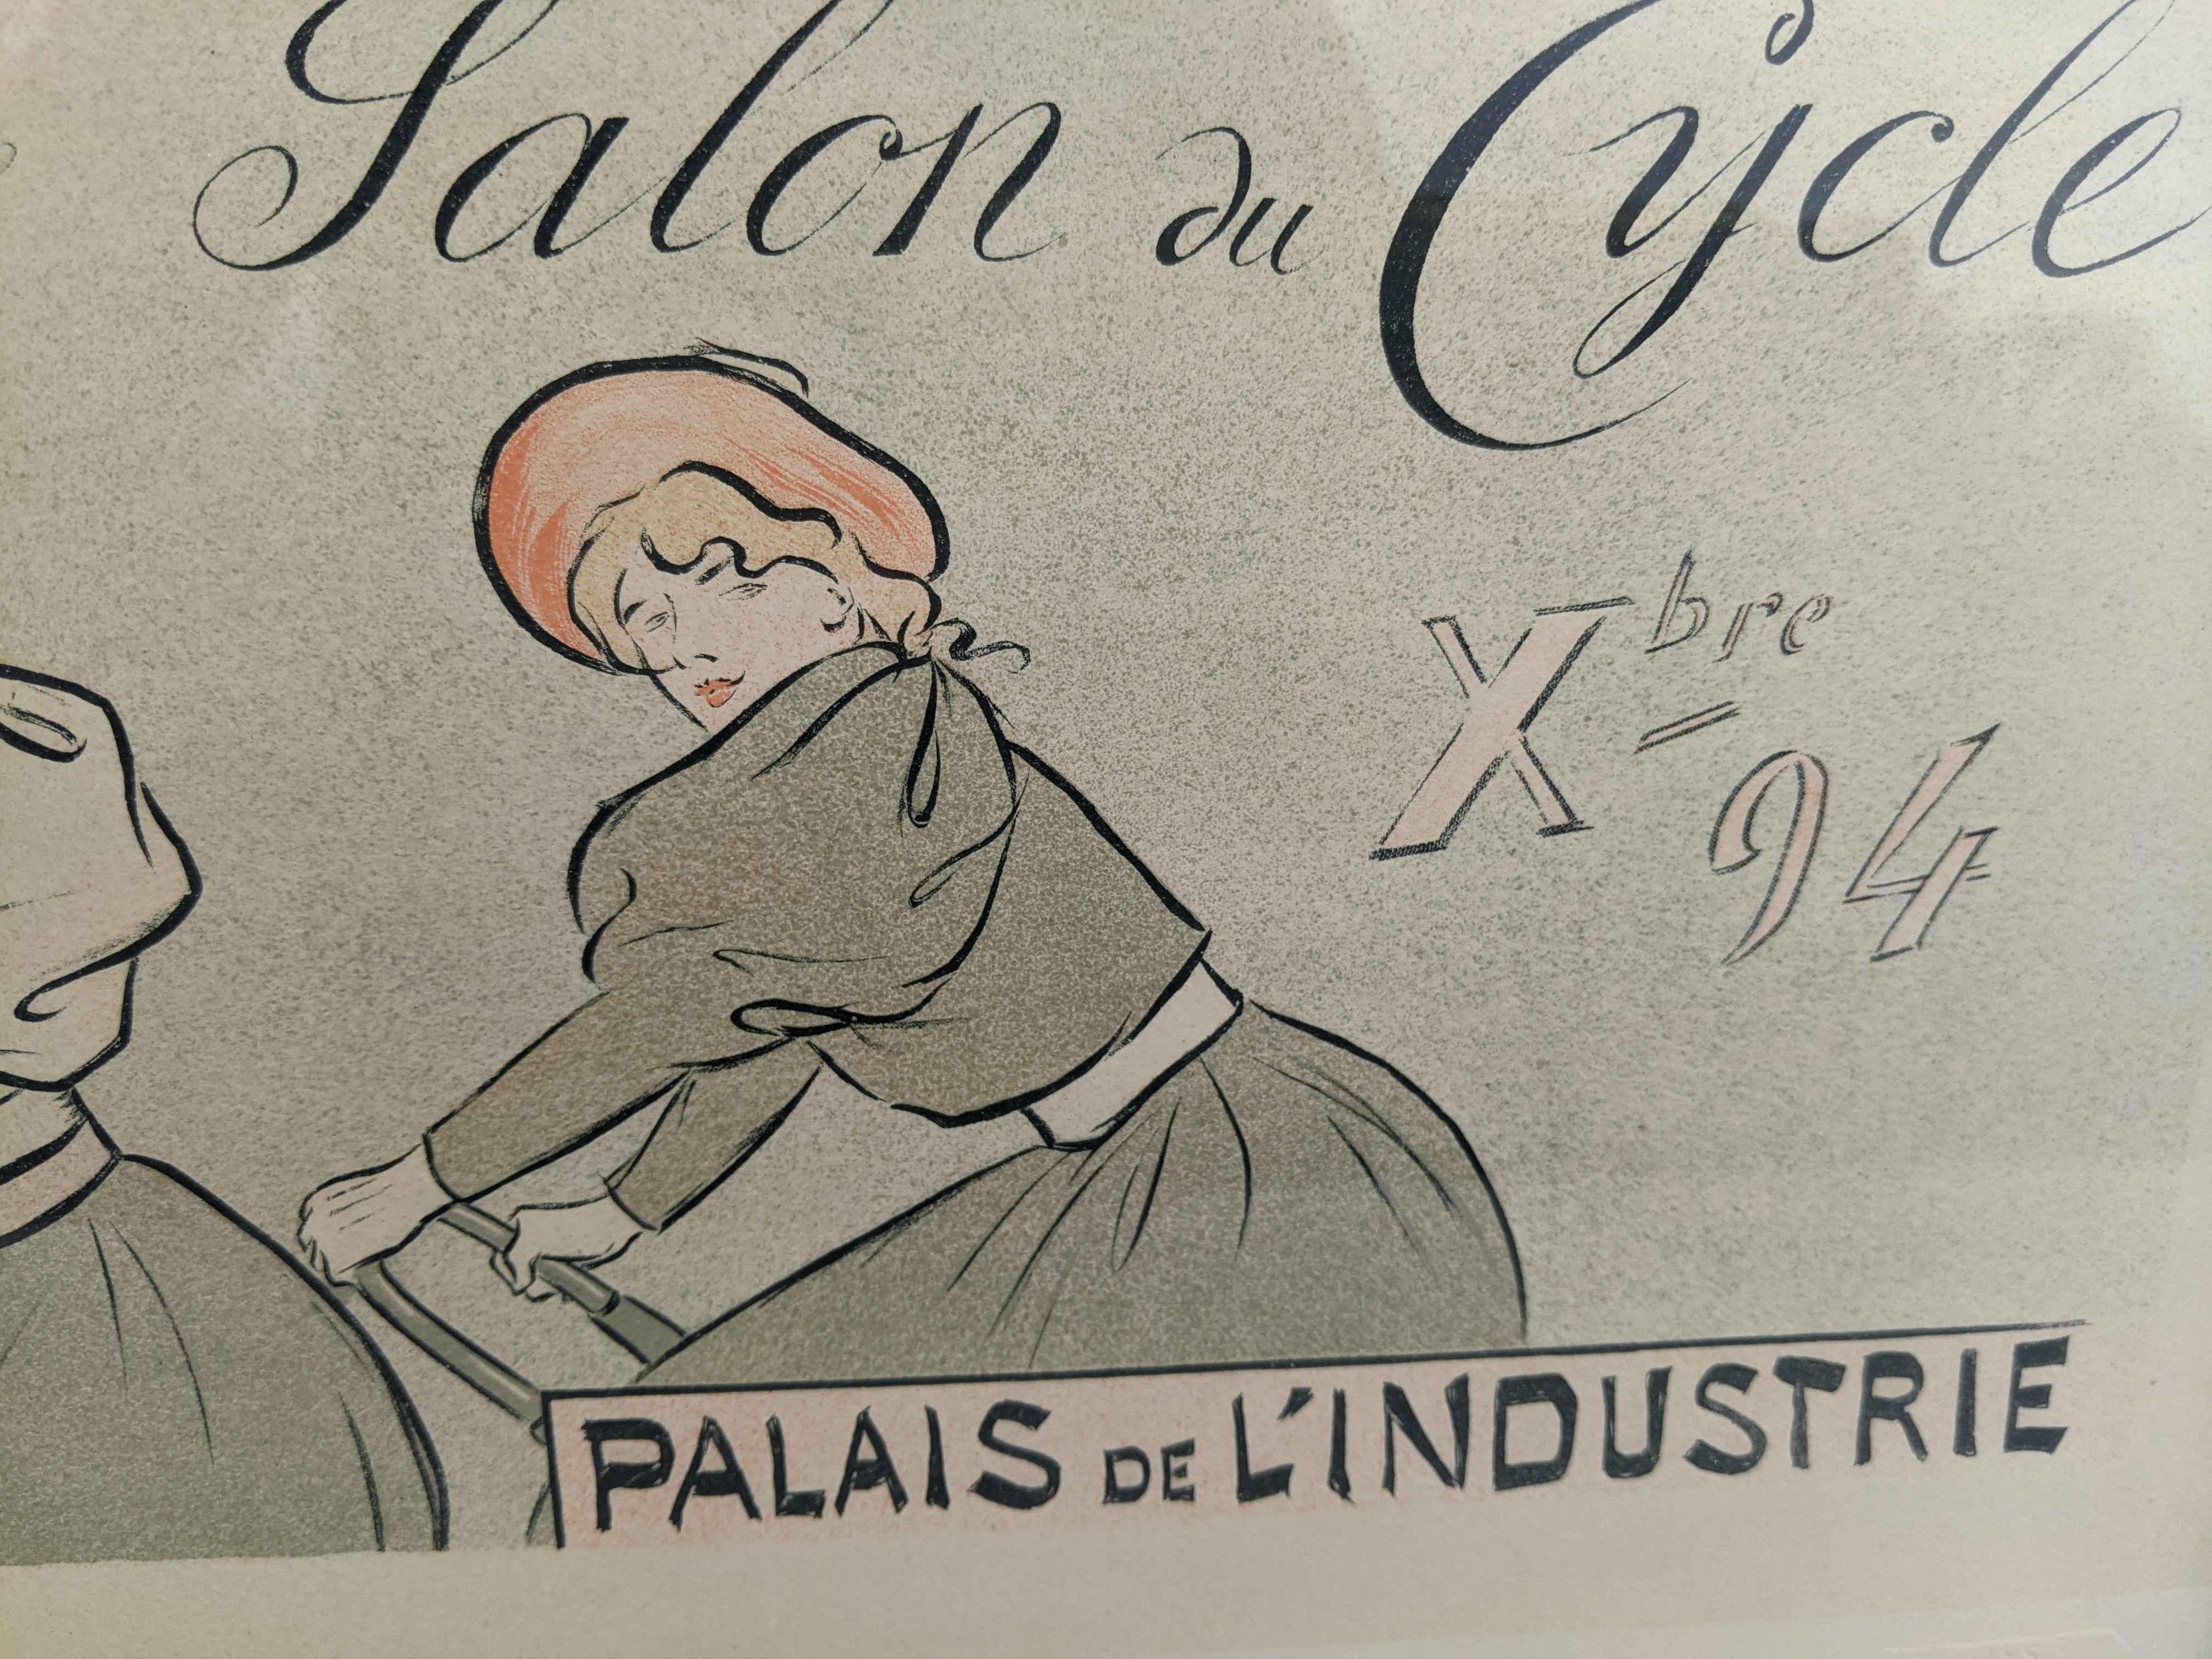 Salon du Cycle
Xbre
94
PALAIS DE L'INDUSTRIE